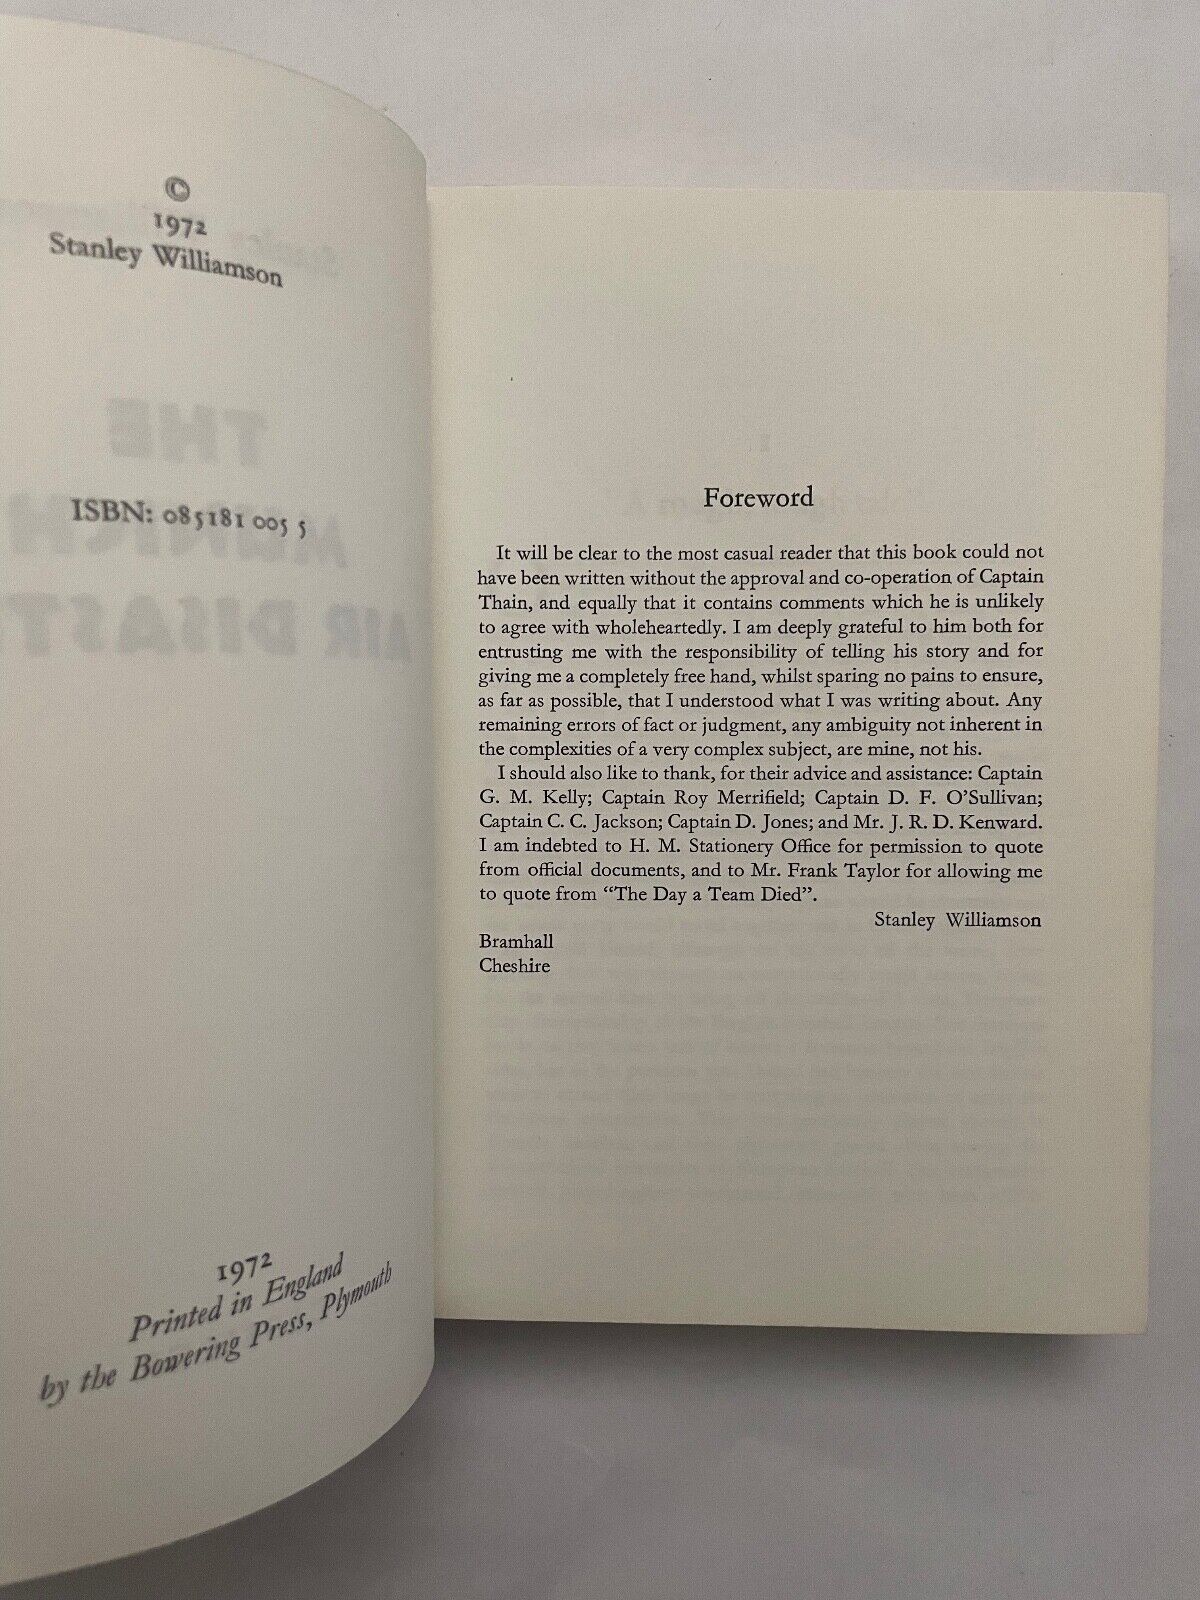 ©
1972
Stanley Williamson
ISBN: 085181 005 5
1972
Printed in England
by the Bowering Press, Plymouth
Foreword
It will be clear to the most casual reader that this book could not
have been written without the approval and co-operation of Captain
Thain, and equally that it contains comments which he is unlikely
to agree with wholeheartedly. I am deeply grateful to him both for
entrusting me with the responsibility of telling his story and for
giving me a completely free hand, whilst sparing no pains to ensure,
as far as possible, that I understood what I was writing about. Any
remaining errors of fact or judgment, any ambiguity not inherent in
the complexities of a very complex subject, are mine, not his.
I should also like to thank, for their advice and assistance: Captain
G. M. Kelly; Captain Roy Merrifield; Captain D. F. O'Sullivan;
Captain C. C. Jackson; Captain D. Jones; and Mr. J. R. D. Kenward.
I am indebted to H. M. Stationery Office for permission to quote
from official documents, and to Mr. Frank Taylor for allowing me
to quote from “The Day a Team Died”.
Stanley Williamson
Bramhall
Cheshire